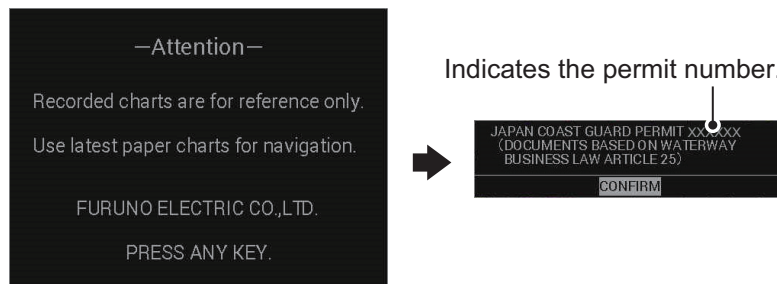 —Attention—
Recorded charts are for reference only.
Use latest paper charts for navigation.
FURUNO ELECTRIC CO.,LTD.
PRESS ANY KEY.
Indicates the permit number.
JAPAN COAST GUARD PERMIT XXXXXX
(DOCUMENTS BASED ON WATERWAY
BUSINESS LAW ARTICLE 25)
CONFIRM